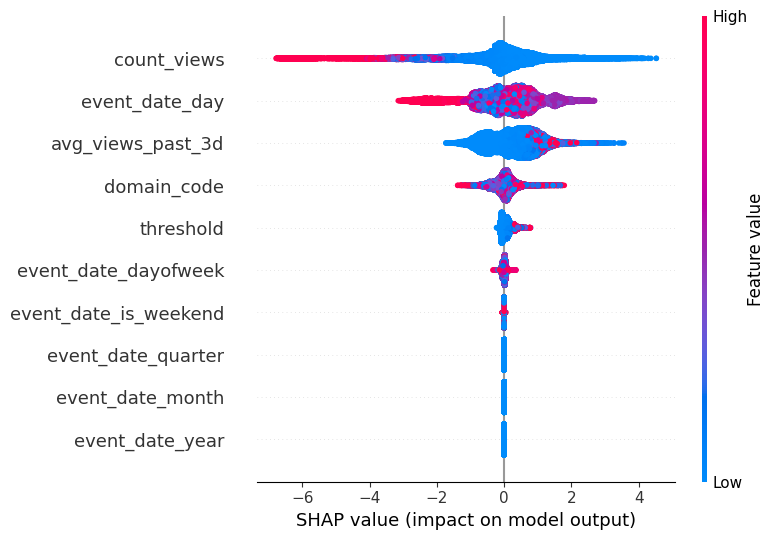 High
count_views
event_date_day
avg_views_past_3d
domain_code
threshold
event_date_dayofweek
event_date_is_weekend
event_date_quarter
event_date_month
event_date_year
Feature value
Low
−6 −4 −2 0 2 4
SHAP value (impact on model output)